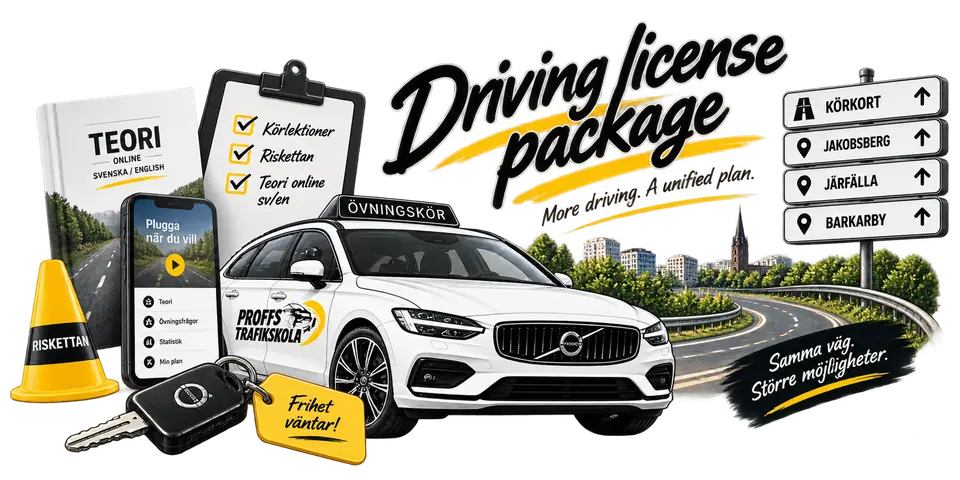 Driving license
package
More driving. A unified plan.
TEORI
ONLINE
SVENSKA / ENGLISH
Körlektioner
Riskettan
Teori online
sv/en
Plugga
när du vill
Teori
Övningsfrågor
Statistik
Min plan
RISKETTAN
ÖVNINGSKÖR
PROFFS
TRAFIKSKOLA
Frihet
väntar!
KÖRKORT
JAKOBSBERG
JÄRFÄLLA
BARKARBY
Samma väg.
Större möjligheter.